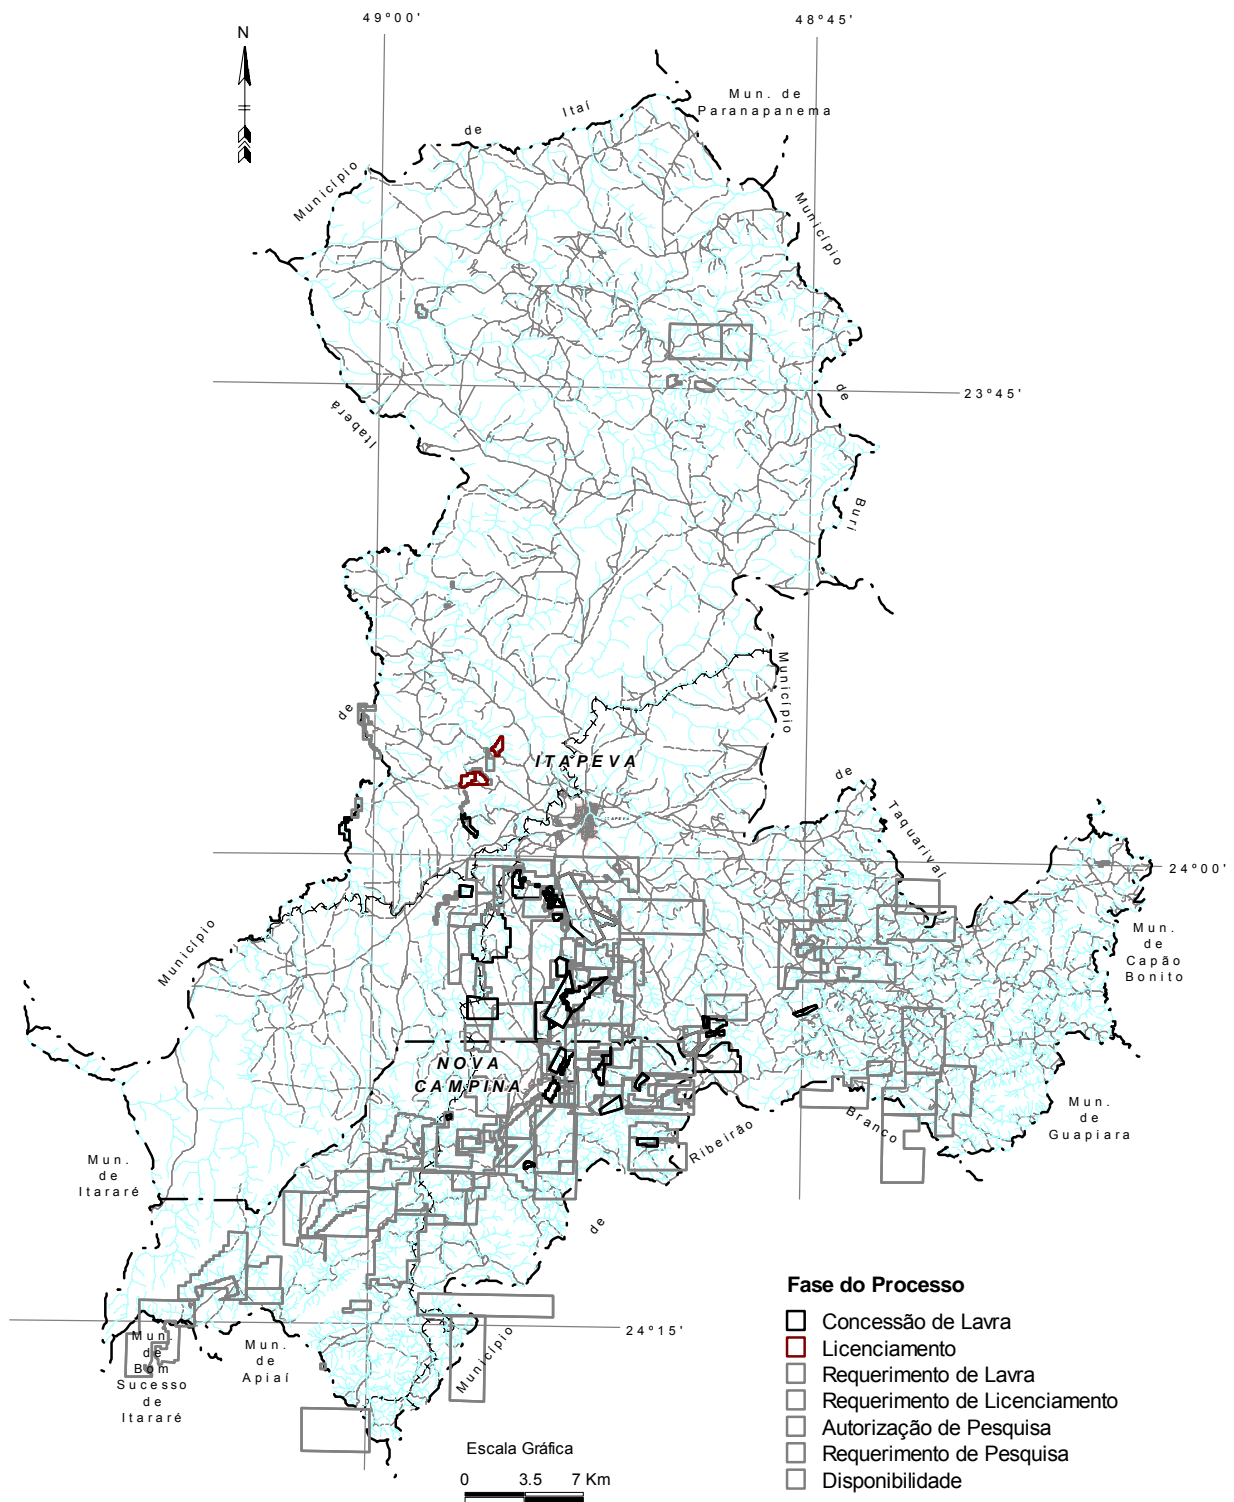 49°00'
48°45'
N
Mun. de
Paranapanema
Município
de
Itaí
Município
de
Buri
23°45'
Itaberá
de
Município
Município
de
Taquarivaí
ITAPEVA
ITAPEVA
24°00'
Mun.
de
Capão
Bonito
NOVA
CAMPINA
Mun.
de
Guapiara
Branco
Ribeirão
de
Município
Mun.
de
Itararé
24°15'
Mun.
de
Bom
Sucesso
de
Itararé
Mun.
de
Apiaí
Fase do Processo
Concessão de Lavra
Licenciamento
Requerimento de Lavra
Requerimento de Licenciamento
Autorização de Pesquisa
Requerimento de Pesquisa
Disponibilidade
Escala Gráfica
0 3.5 7 Km